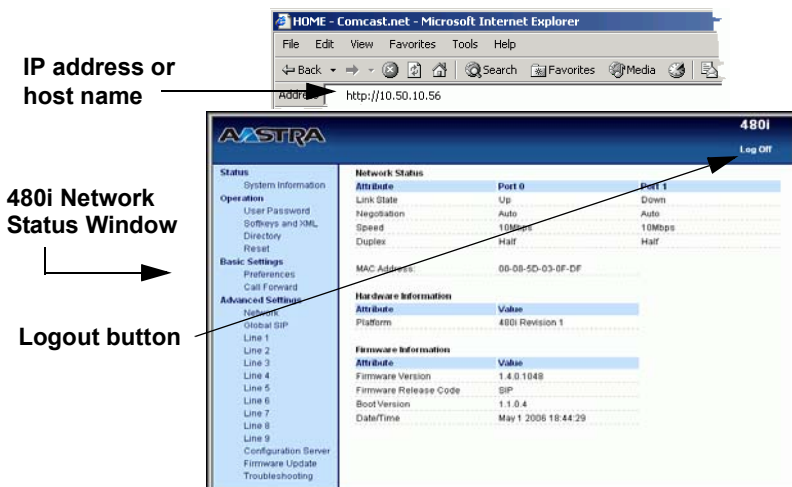 HOME - Comcast.net - Microsoft Internet Explorer
File Edit View Favorites Tools Help
Back Search Favorites Media
Address http://10.50.10.56
IP address or
host name
AASTRA
480i
Log Off
480i Network
Status Window
Logout button
Status
System Information
Operation
User Password
Softkeys and XML
Directory
Reset
Basic Settings
Preferences
Call Forward
Advanced Settings
Network
Global SIP
Line 1
Line 2
Line 3
Line 4
Line 5
Line 6
Line 7
Line 8
Line 9
Configuration Server
Firmware Update
Troubleshooting
Network Status
Attribute Port 0 Port 1
Link State Up Down
Negotiation Auto Auto
Speed 10Mbps 10Mbps
Duplex Half Half
MAC Address: 00-08-5D-03-0F-DF
Hardware Information
Attribute Value
Platform 480i Revision 1
Firmware Information
Attribute Value
Firmware Version 1.4.0.1048
Firmware Release Code SIP
Boot Version 1.1.0.4
Date/Time May 1 2006 18:44:29